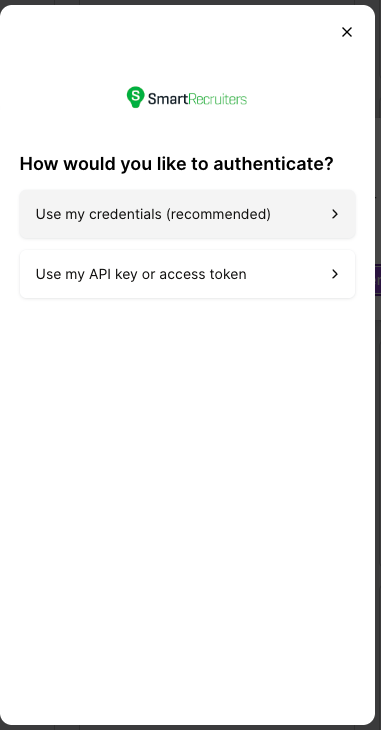 SmartRecruiters
How would you like to authenticate?
Use my credentials (recommended)
Use my API key or access token